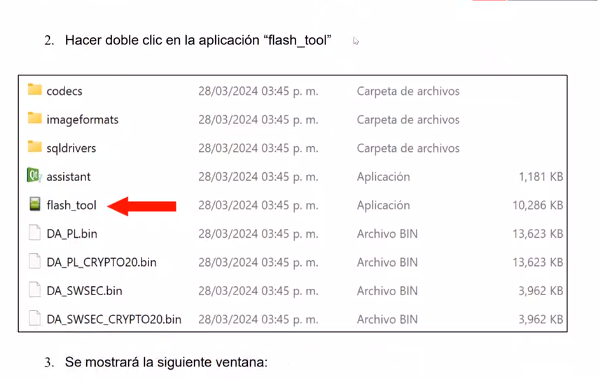 2. Hacer doble clic en la aplicación “flash_tool”
codecs 28/03/2024 03:45 p. m. Carpeta de archivos
imageformats 28/03/2024 03:45 p. m. Carpeta de archivos
sqldrivers 28/03/2024 03:45 p. m. Carpeta de archivos
assistant 28/03/2024 03:45 p. m. Aplicación 1,181 KB
flash_tool 28/03/2024 03:45 p. m. Aplicación 10,286 KB
DA_PL.bin 28/03/2024 03:45 p. m. Archivo BIN 13,623 KB
DA_PL_CRYPTO20.bin 28/03/2024 03:45 p. m. Archivo BIN 13,623 KB
DA_SWSEC.bin 28/03/2024 03:45 p. m. Archivo BIN 3,962 KB
DA_SWSEC_CRYPTO20.bin 28/03/2024 03:45 p. m. Archivo BIN 3,962 KB
3. Se mostrará la siguiente ventana: